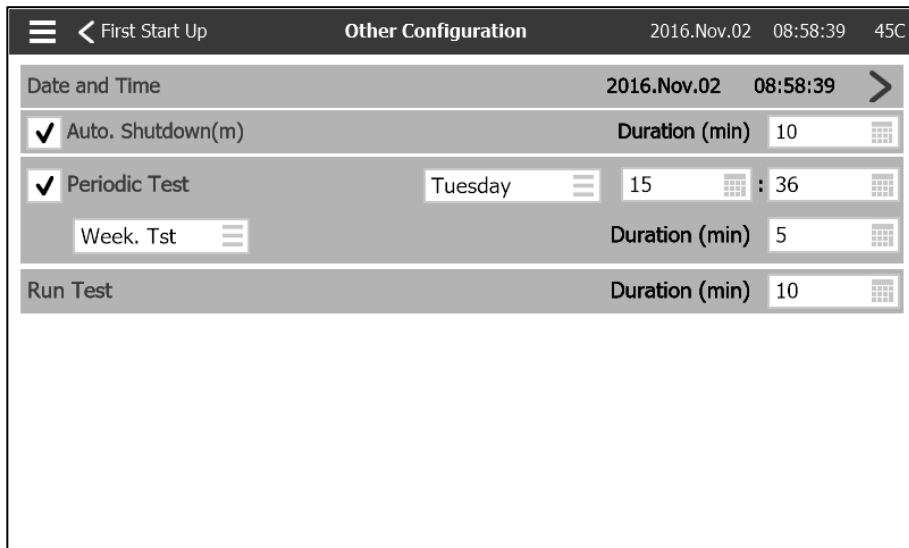 First Start Up Other Configuration 2016.Nov.02 08:58:39 45C
Date and Time 2016.Nov.02 08:58:39
Auto. Shutdown(m) Duration (min) 10
Periodic Test Tuesday 15 : 36
Week. Tst Duration (min) 5
Run Test Duration (min) 10